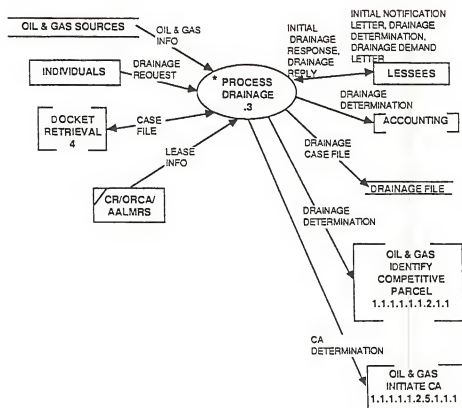 OIL & GAS SOURCES
OIL & GAS
INFO
INITIAL
DRAINAGE
RESPONSE,
DRAINAGE
REPLY
INITIAL NOTIFICATION
LETTER, DRAINAGE
DETERMINATION,
DRAINAGE DEMAND
LETTER
INDIVIDUALS
DRAINAGE
REQUEST
* PROCESS
DRAINAGE
.3
LESSEES
DRAINAGE
DETERMINATION
ACCOUNTING
DOCKET
RETRIEVAL
4
CASE
FILE
LEASE
INFO
DRAINAGE
CASE FILE
DRAINAGE FILE
CR/ORCA/
AALMRS
DRAINAGE
DETERMINATION
OIL & GAS
IDENTIFY
COMPETITIVE
PARCEL
1.1.1.1.1.1.2.1.1
CA
DETERMINATION
OIL & GAS
INITIATE CA
1.1.1.1.1.2.5.1.1.1